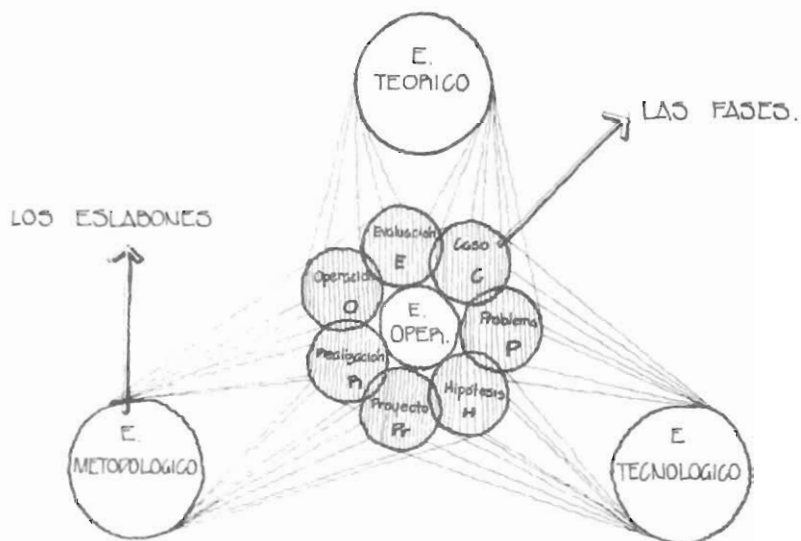 E.
TEORICO
LAS FASES.
LOS ESLABONES
Evaluación
E
Caso
C
Operación
O
E.
OPER.
Problema
P
Realización
R
Hipótesis
H
Proyecto
Pr
E.
METODOLOGICO
E
TECNOLOGICO